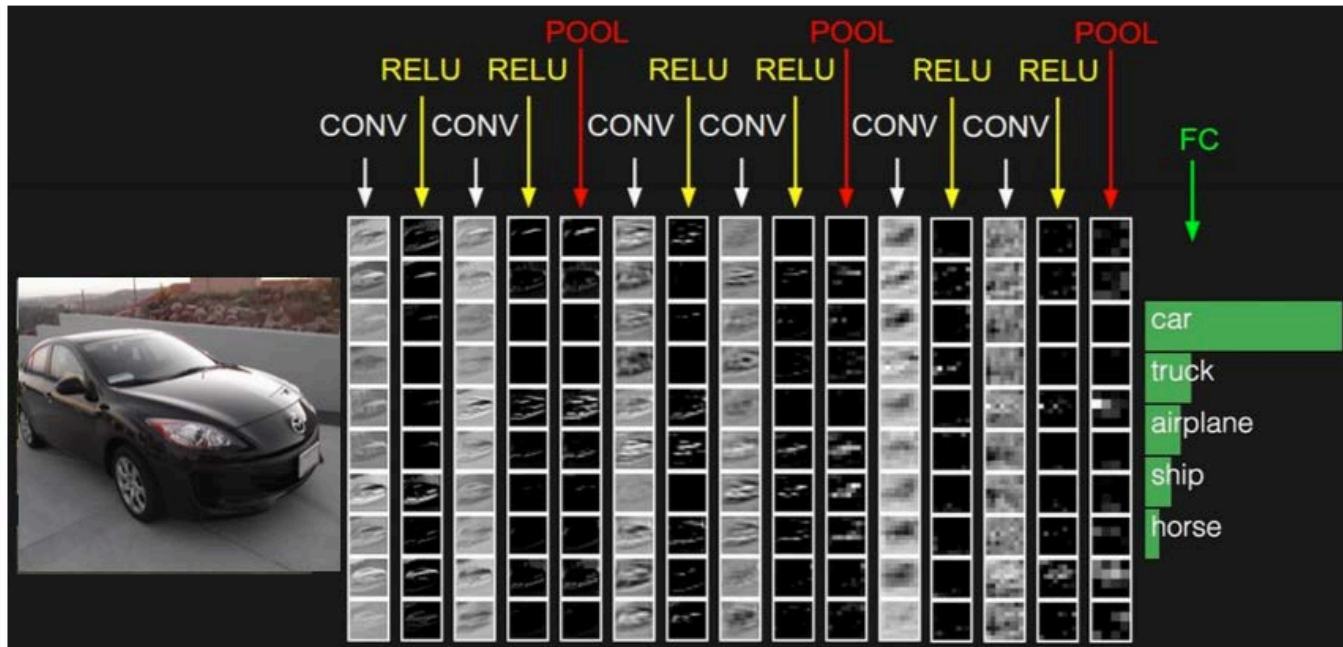 POOL POOL POOL
RELU RELU RELU RELU RELU RELU
CONV CONV CONV CONV CONV CONV
FC
car
truck
airplane
ship
horse